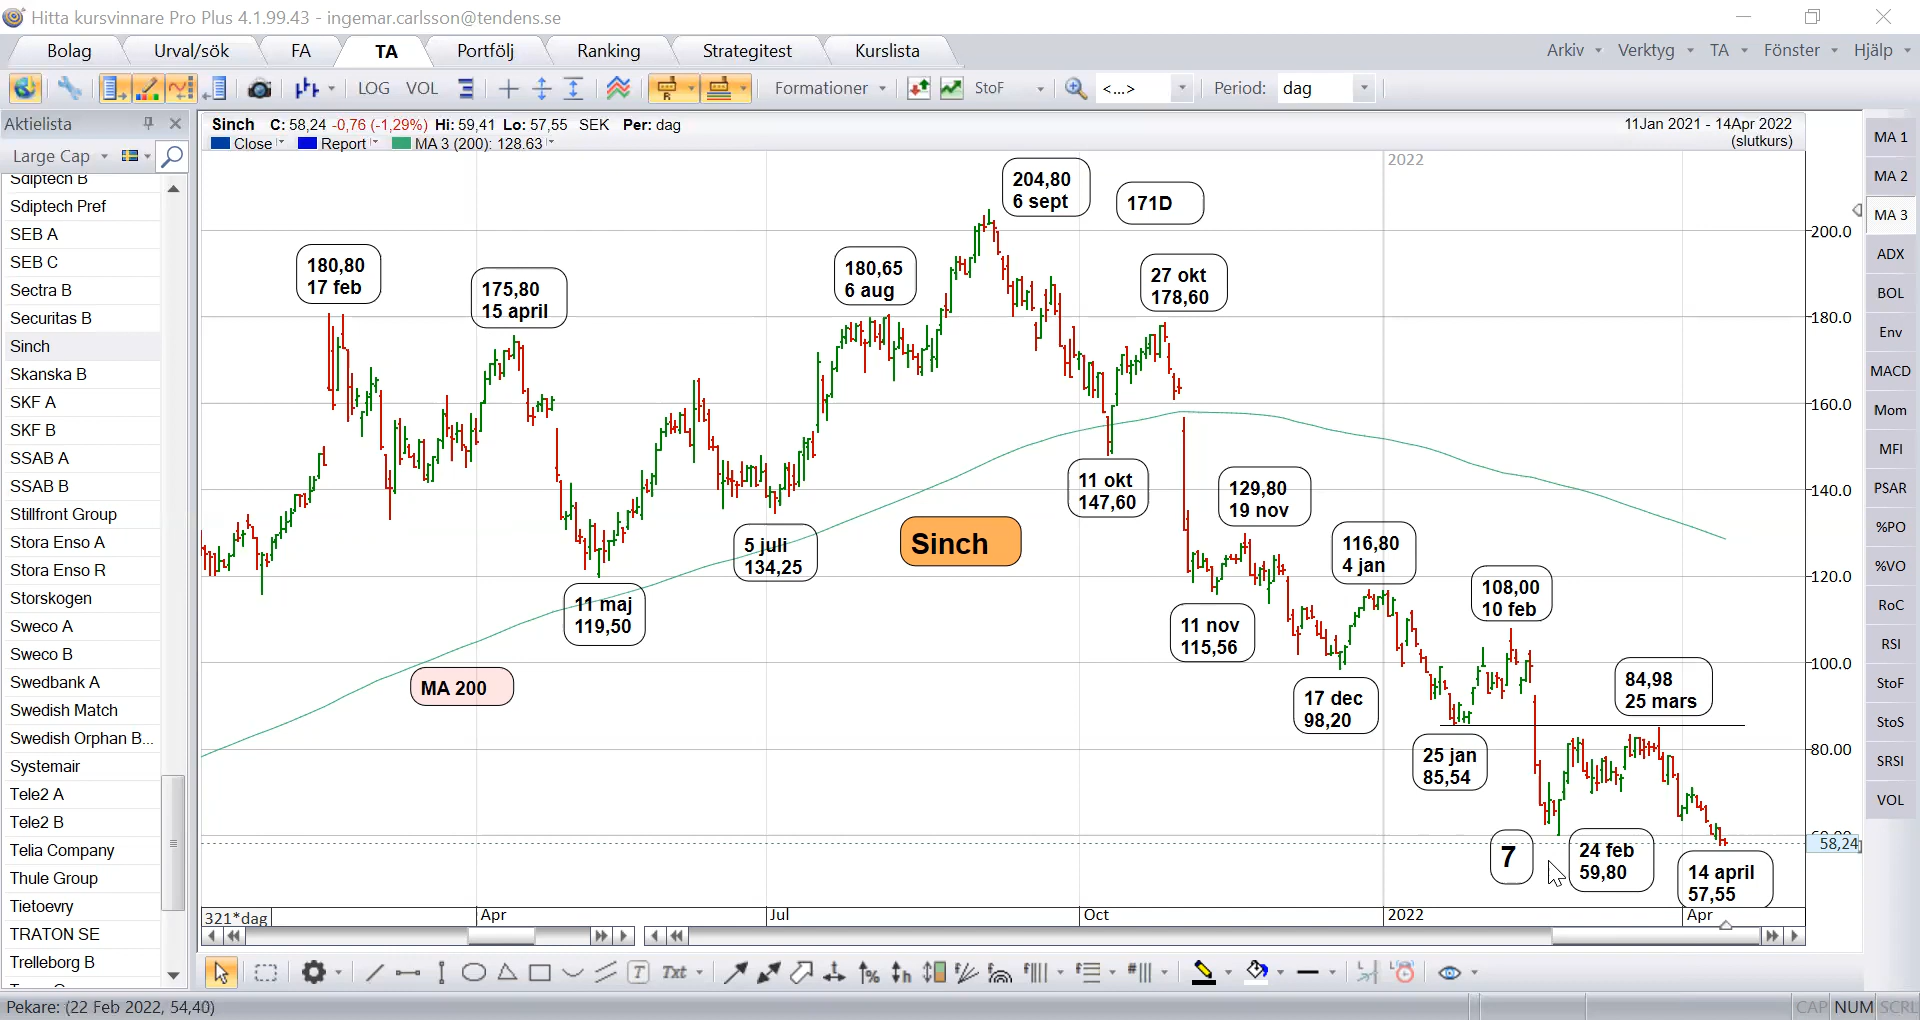 Hitta kursvinnare Pro Plus 4.1.99.43 - ingemar.carlsson@tendens.se
Bolag Urval/sök FA TA Portfölj Ranking Strategitest Kurslista Arkiv Verktyg TA Fönster Hjälp
LOG VOL R Formationer StoF <...> Period: dag
Aktielista
Large Cap
Sdiptech B
Sdiptech Pref
SEB A
SEB C
Sectra B
Securitas B
Sinch
Skanska B
SKF A
SKF B
SSAB A
SSAB B
Stillfront Group
Stora Enso A
Stora Enso R
Storskogen
Sweco A
Sweco B
Swedbank A
Swedish Match
Swedish Orphan B...
Systemair
Tele2 A
Tele2 B
Telia Company
Thule Group
Tietoevry
TRATON SE
Trelleborg B
Sinch C: 58,24 -0,76 (-1,29%) Hi: 59,41 Lo: 57,55 SEK Per: dag
11Jan 2021 - 14Apr 2022
(slutkurs)
Close Report MA 3 (200): 128.63
2022
180,80
17 feb
175,80
15 april
180,65
6 aug
204,80
6 sept
171D
27 okt
178,60
11 okt
147,60
5 juli
134,25
11 maj
119,50
Sinch
MA 200
129,80
19 nov
11 nov
115,56
116,80
4 jan
17 dec
98,20
108,00
10 feb
25 jan
85,54
84,98
25 mars
7
24 feb
59,80
14 april
57,55
200.0
180.0
160.0
140.0
120.0
100.0
80.00
60.00
58,24
321*dag Apr Jul Oct 2022 Apr
MA 1
MA 2
MA 3
ADX
BOL
Env
MACD
Mom
MFI
PSAR
%PO
%VO
RoC
RSI
StoF
StoS
SRSI
VOL
T Txt % h #
Pekare: (22 Feb 2022, 54,40)
CAP NUM SCRL